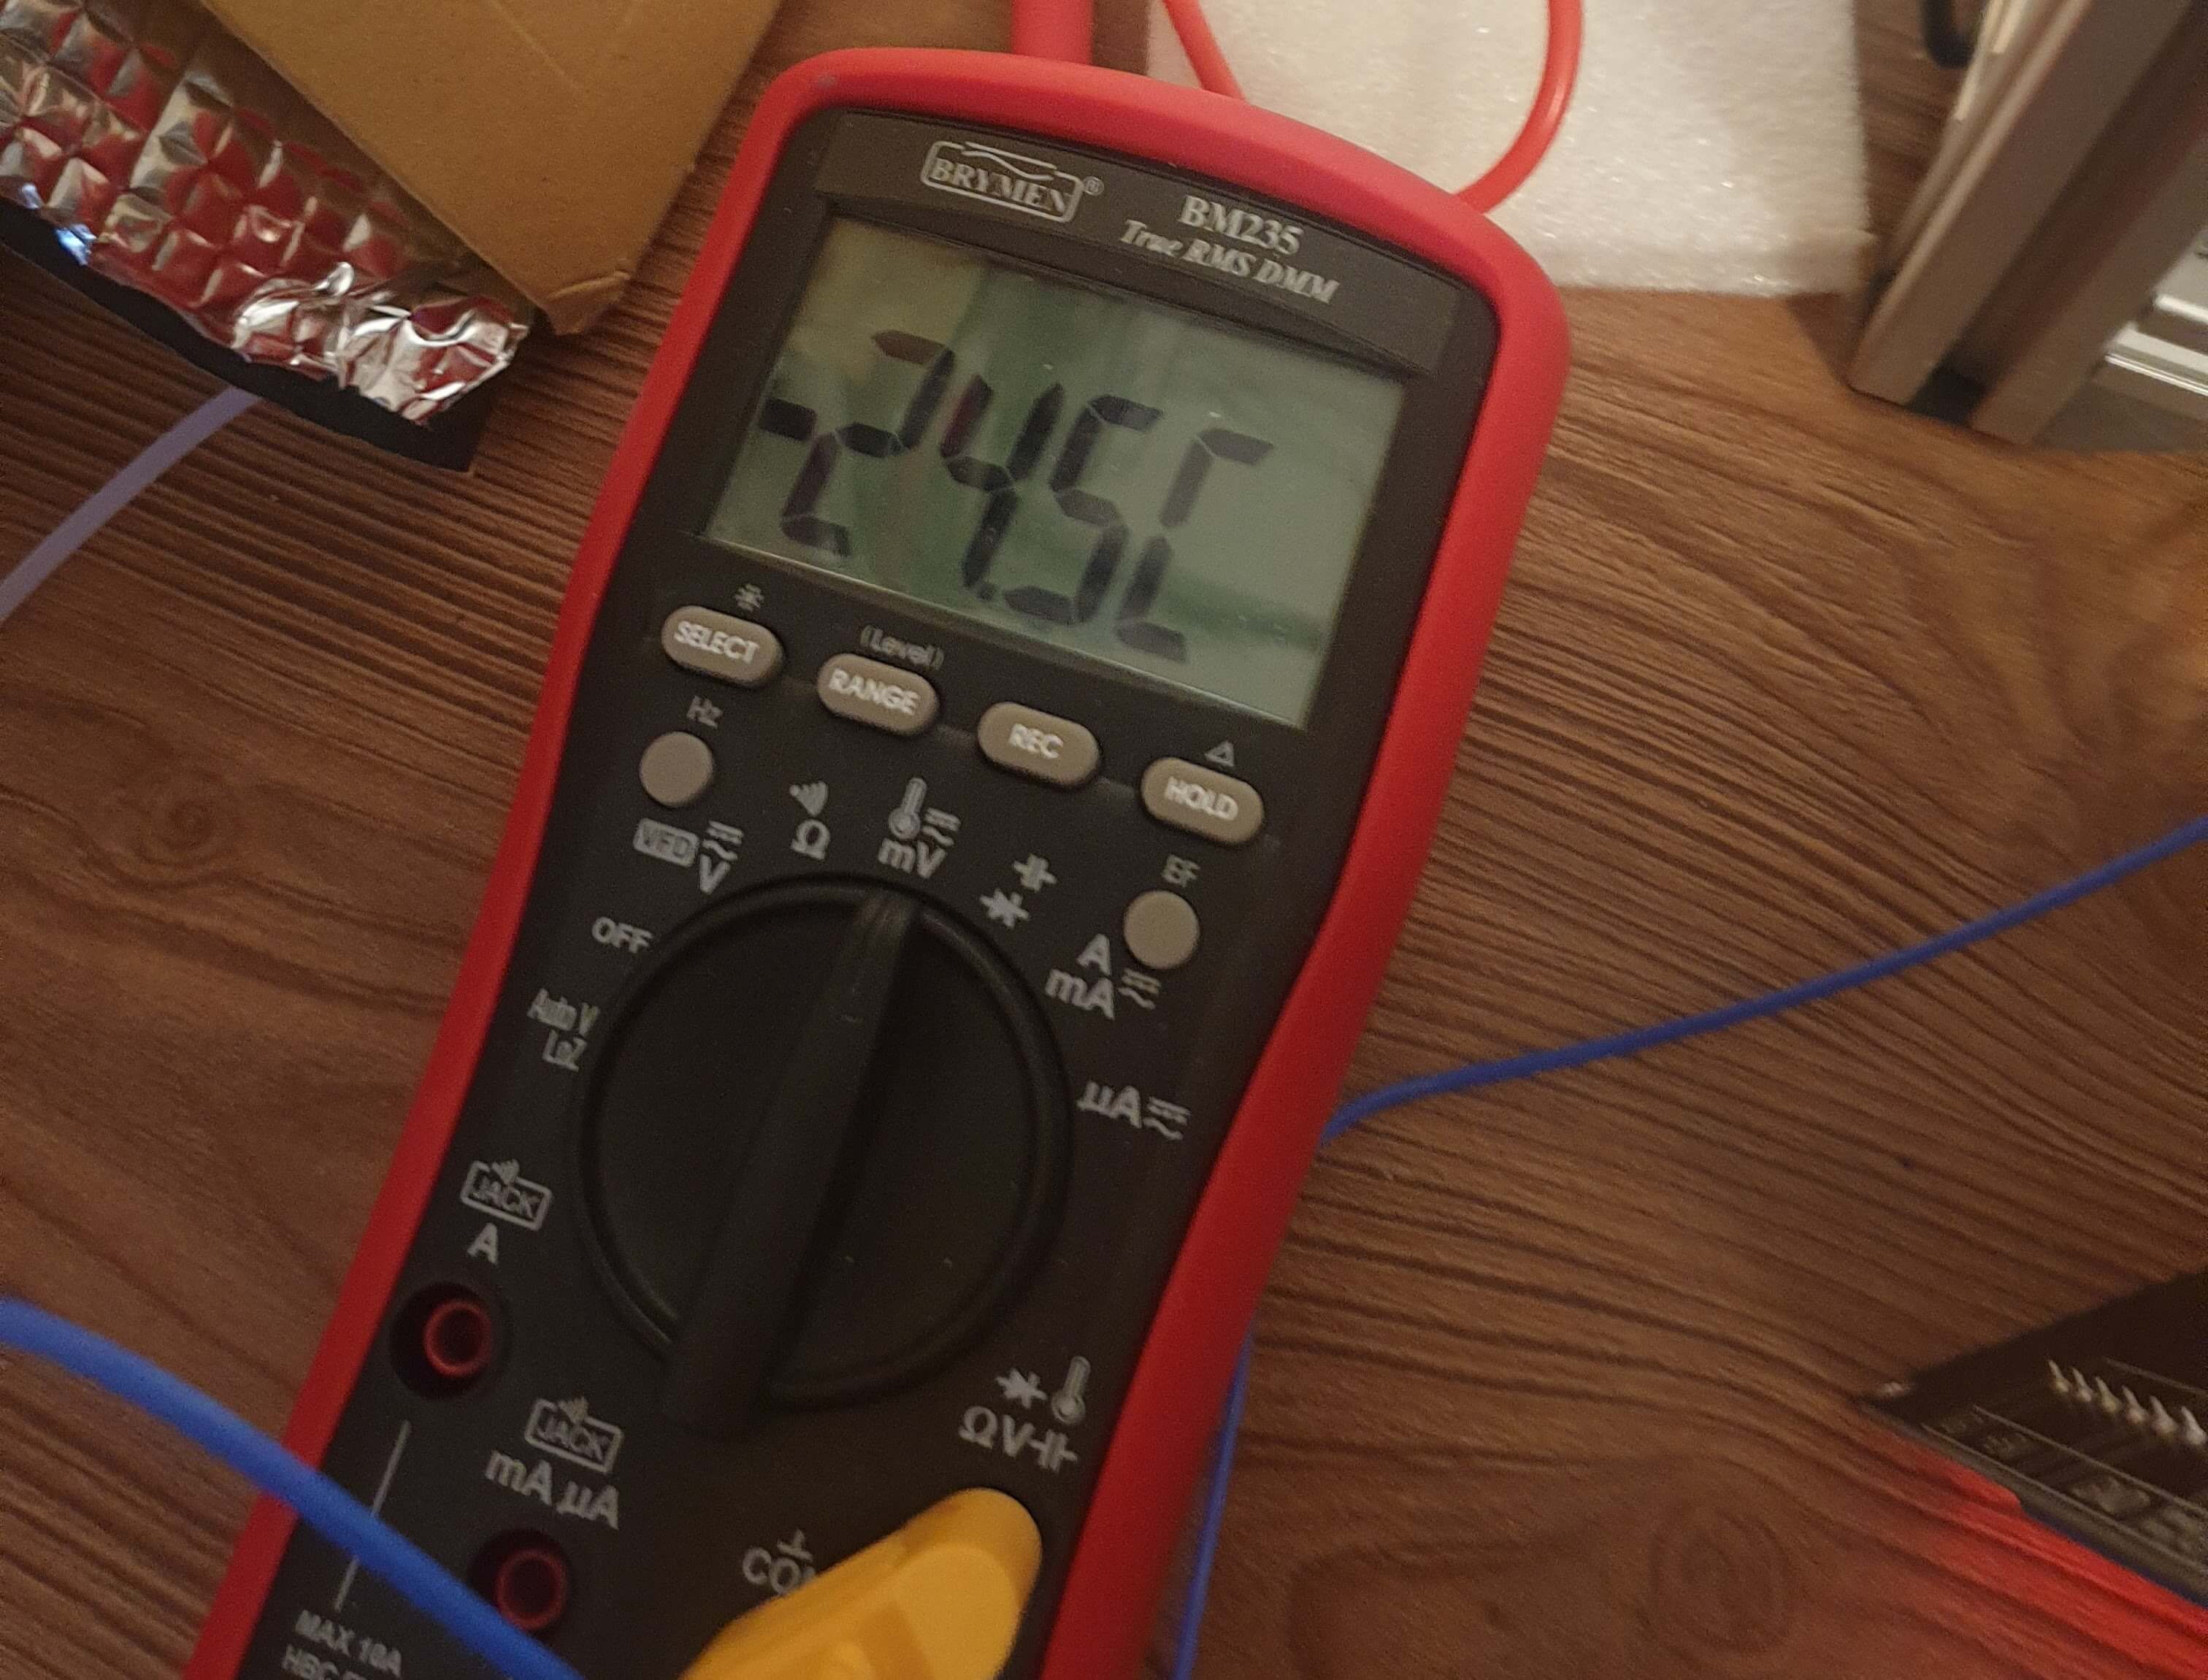 BRYMEN®
BM235
True RMS DMM
-24.5C
SELECT
(Level)
RANGE
REC
HOLD
Hz
VFD V
Ω
mV
EF
OFF
A
mA
Auto V
LoZ
µA
JACK
A
JACK
mA µA
ΩV
MAX 10A